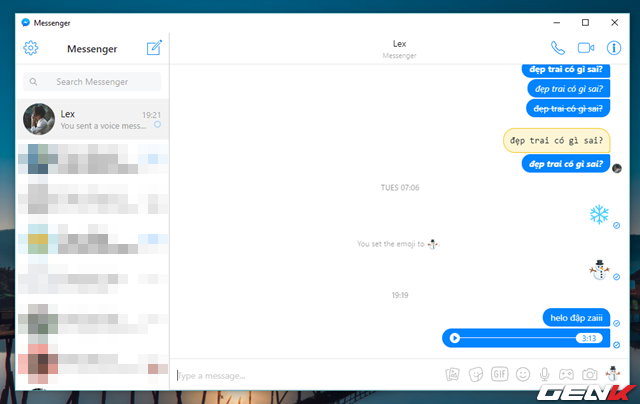 Messenger
Messenger
Search Messenger
Lex
19:21
You sent a voice mess...
Lex
Messenger
đẹp trai có gì sai?
đẹp trai có gì sai?
đẹp trai có gì sai?
đẹp trai có gì sai?
đẹp trai có gì sai?
TUES 07:06
You set the emoji to ⛄.
19:19
helo đập zaiii
3:13
Type a message...
GIF
GENK